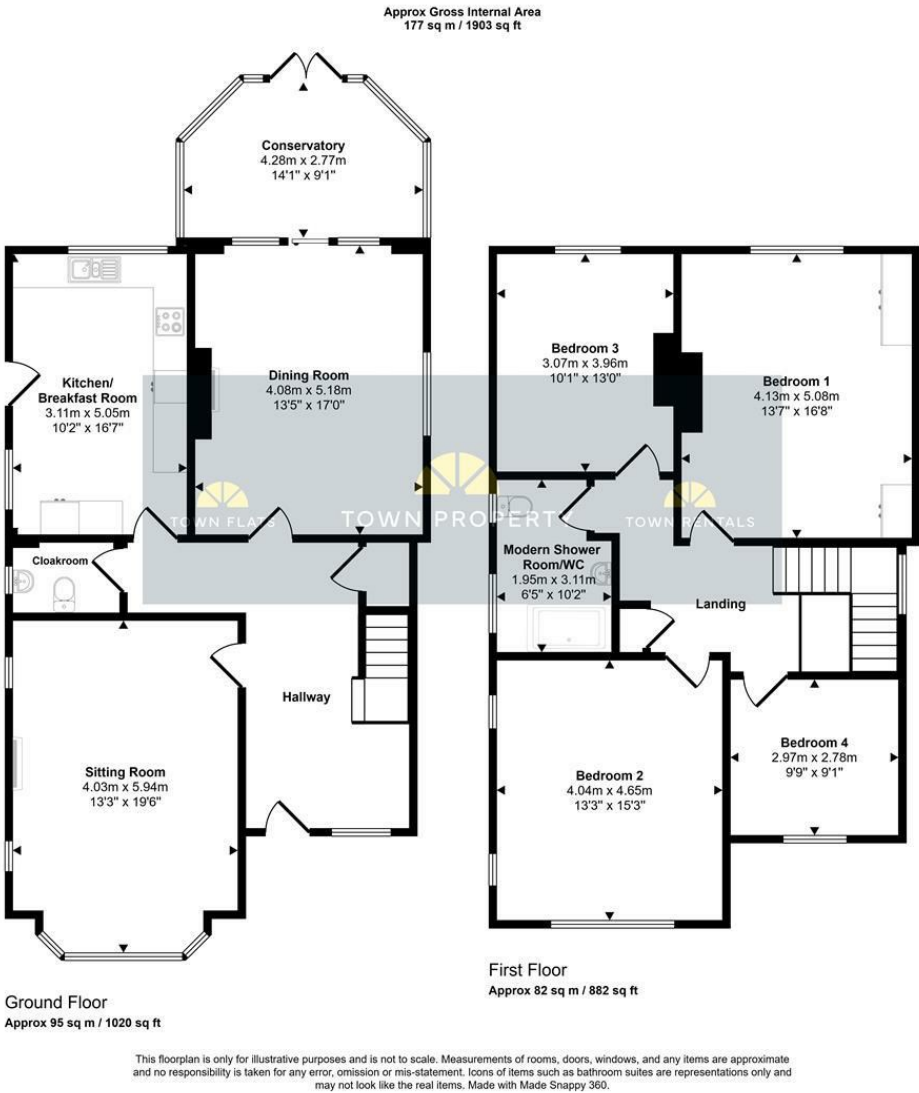 Approx Gross Internal Area
177 sq m / 1903 sq ft
Conservatory
4.28m x 2.77m
14'1" x 9'1"
Kitchen/
Breakfast Room
3.11m x 5.05m
10'2" x 16'7"
Dining Room
4.08m x 5.18m
13'5" x 17'0"
Bedroom 3
3.07m x 3.96m
10'1" x 13'0"
Bedroom 1
4.13m x 5.08m
13'7" x 16'8"
TOWN FLATS
TOWN PROPERTY
TOWN RENTALS
Cloakroom
Modern Shower
Room/WC
1.95m x 3.11m
6'5" x 10'2"
Landing
Hallway
Sitting Room
4.03m x 5.94m
13'3" x 19'6"
Bedroom 2
4.04m x 4.65m
13'3" x 15'3"
Bedroom 4
2.97m x 2.78m
9'9" x 9'1"
Ground Floor
Approx 95 sq m / 1020 sq ft
First Floor
Approx 82 sq m / 882 sq ft
This floorplan is only for illustrative purposes and is not to scale. Measurements of rooms, doors, windows, and any items are approximate
and no responsibility is taken for any error, omission or mis-statement. Icons of items such as bathroom suites are representations only and
may not look like the real items. Made with Made Snappy 360.